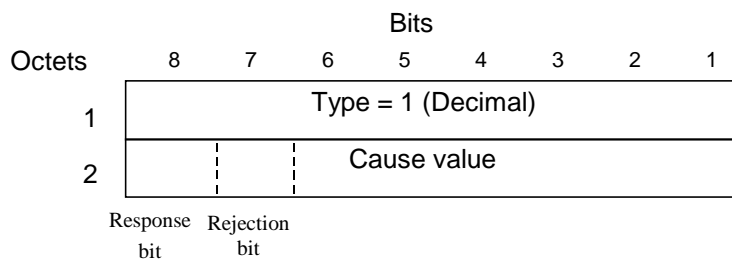 Bits
Octets 8 7 6 5 4 3 2 1
1 Type = 1 (Decimal)
2 Cause value
Response Rejection
bit bit